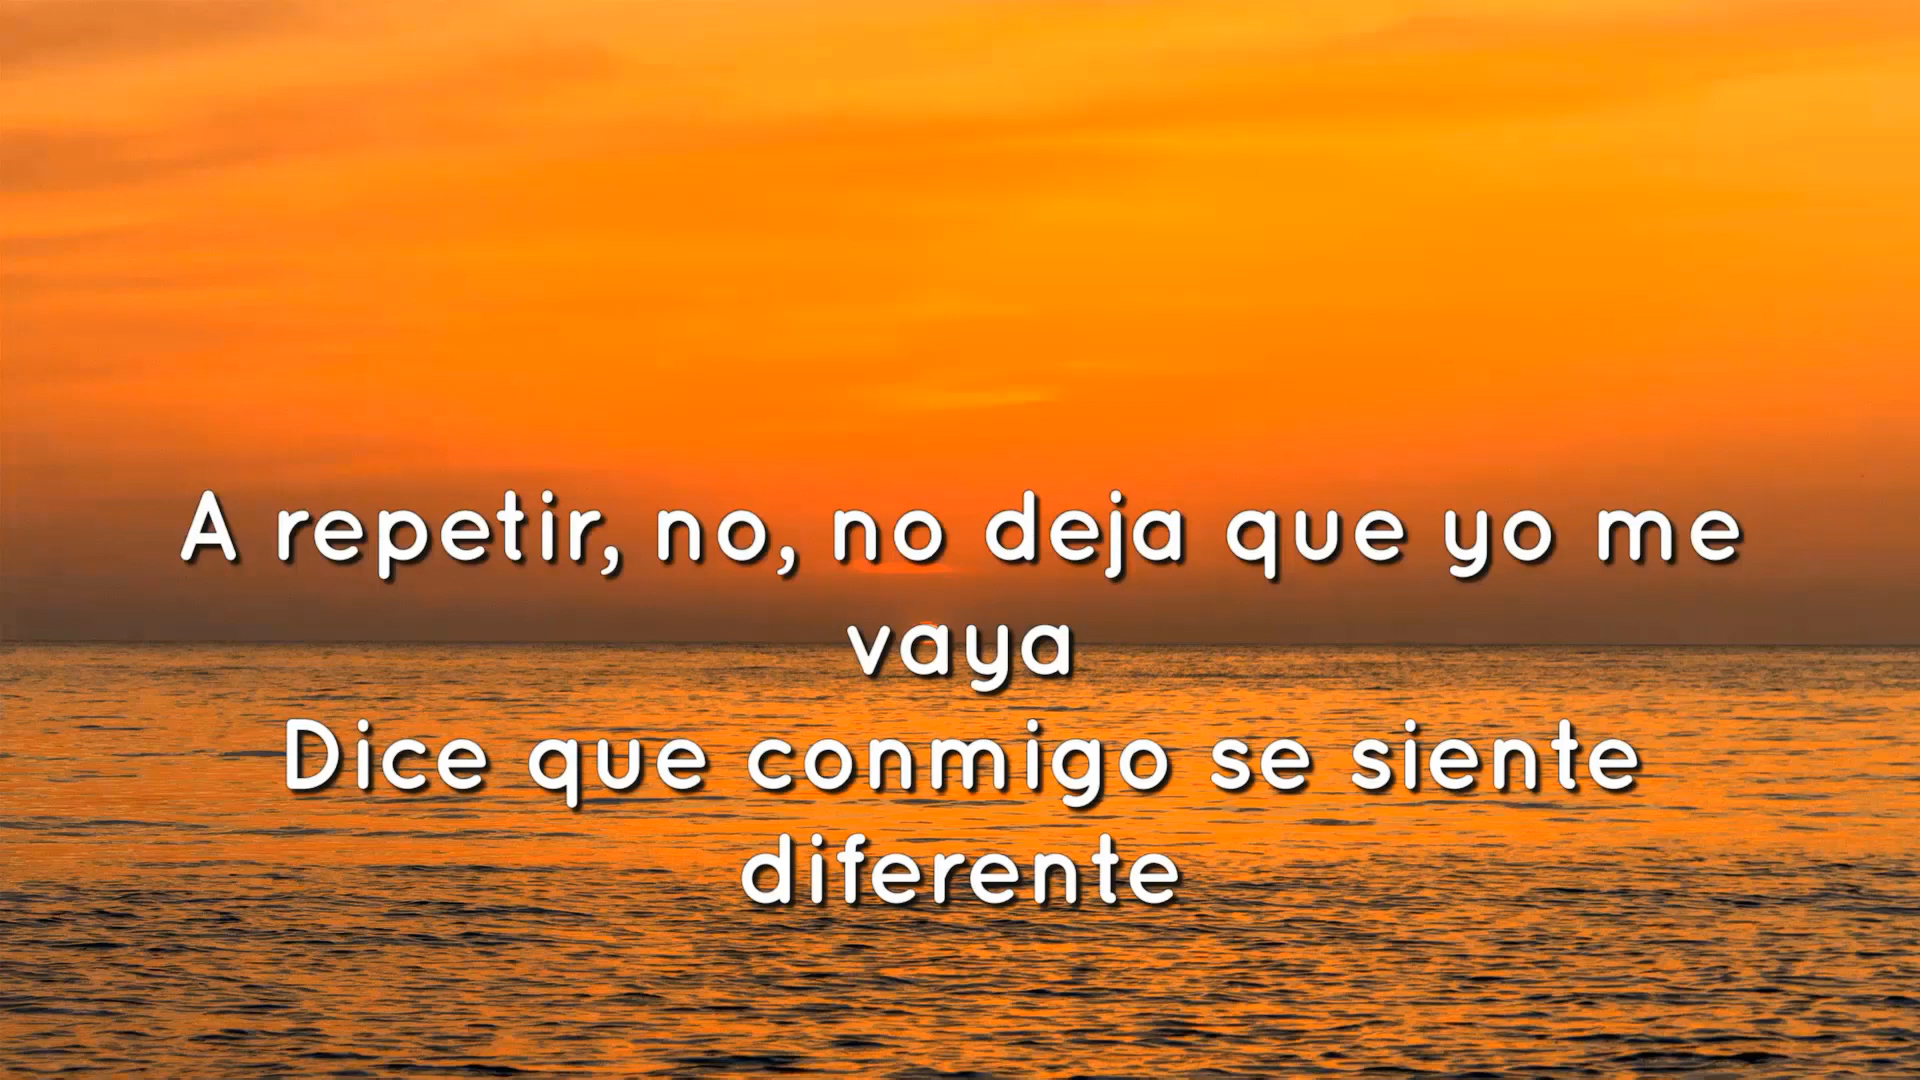 A repetir, no, no deja que yo me
vaya
Dice que conmigo se siente
diferente